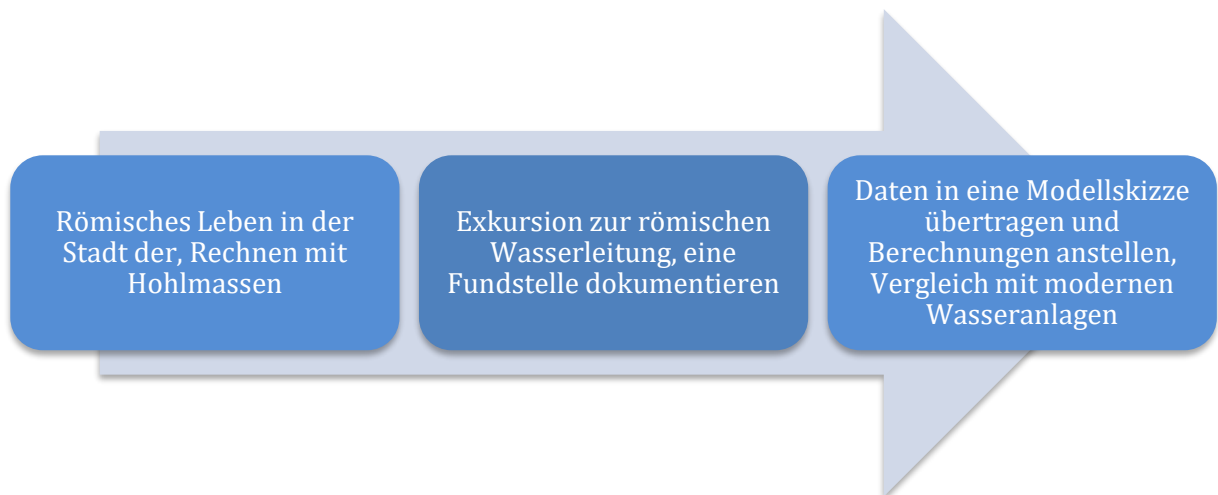 Römisches Leben in der
Stadt der, Rechnen mit
Hohlmassen
Exkursion zur römischen
Wasserleitung, eine
Fundstelle dokumentieren
Daten in eine Modellskizze
übertragen und
Berechnungen anstellen,
Vergleich mit modernen
Wasseranlagen